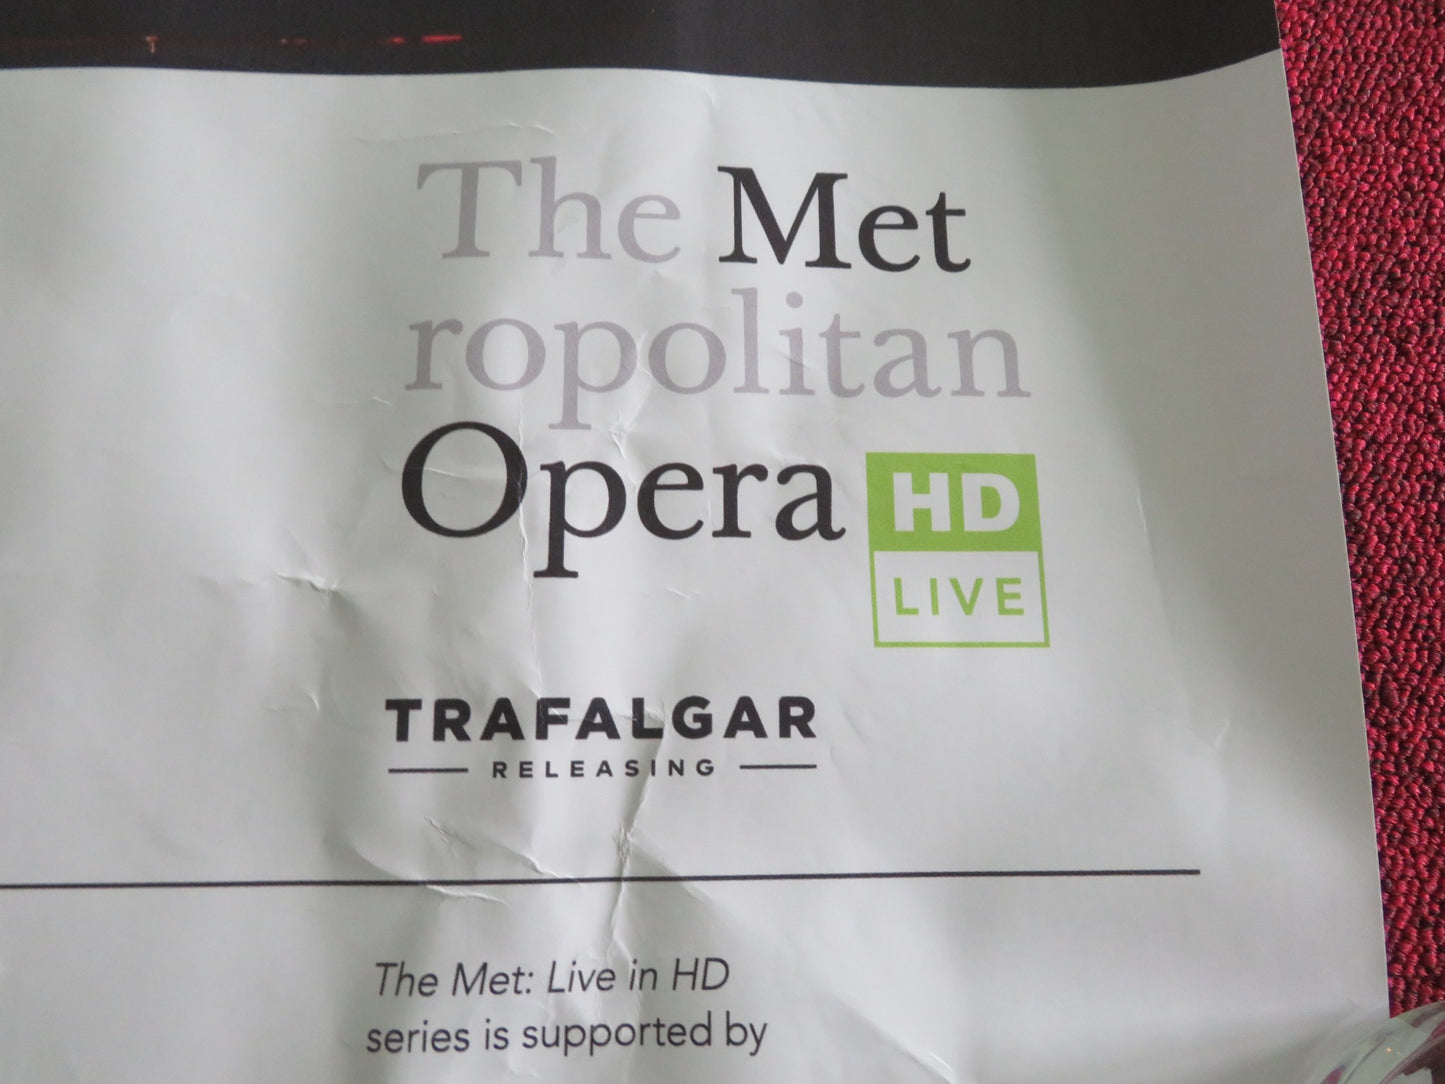 The Met
ropolitan
Opera
HD
LIVE
TRAFALGAR
RELEASING
The Met: Live in HD
series is supported by